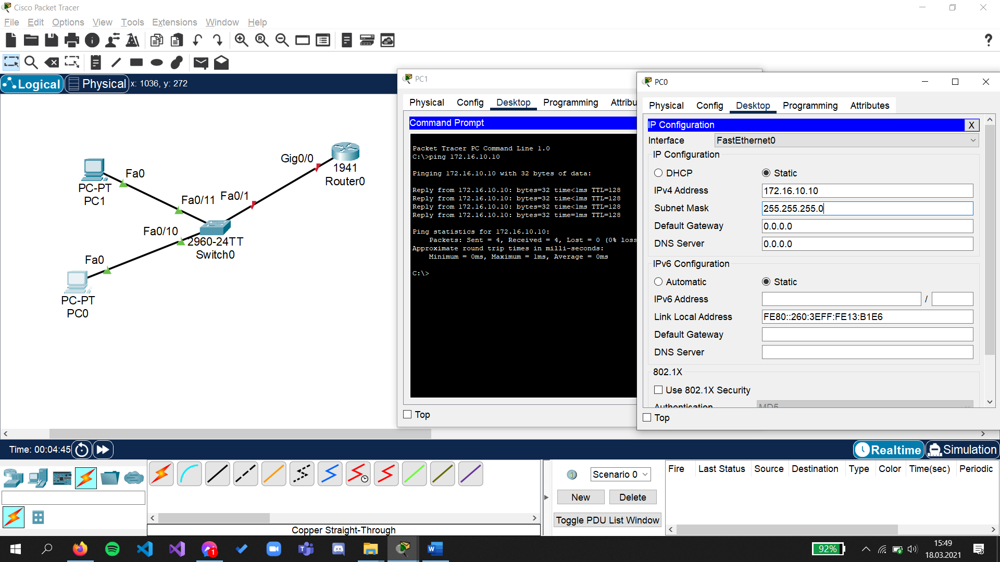 Cisco Packet Tracer
File Edit Options View Tools Extensions Window Help
Logical Physical x: 1036, y: 272
Gig0/0
1941
Router0
Fa0
PC-PT
PC1
Fa0/11 Fa0/1
Fa0/10
2960-24TT
Switch0
Fa0
PC-PT
PC0
PC1
Physical Config Desktop Programming Attribu
Command Prompt
Packet Tracer PC Command Line 1.0
C:\>ping 172.16.10.10
Pinging 172.16.10.10 with 32 bytes of data:
Reply from 172.16.10.10: bytes=32 time<1ms TTL=128
Reply from 172.16.10.10: bytes=32 time<1ms TTL=128
Reply from 172.16.10.10: bytes=32 time<1ms TTL=128
Reply from 172.16.10.10: bytes=32 time=1ms TTL=128
Ping statistics for 172.16.10.10:
Packets: Sent = 4, Received = 4, Lost = 0 (0% loss
Approximate round trip times in milli-seconds:
Minimum = 0ms, Maximum = 1ms, Average = 0ms
C:\>
Top
PC0
Physical Config Desktop Programming Attributes
IP Configuration X
Interface FastEthernet0
IP Configuration
DHCP Static
IPv4 Address 172.16.10.10
Subnet Mask 255.255.255.0
Default Gateway 0.0.0.0
DNS Server 0.0.0.0
IPv6 Configuration
Automatic Static
IPv6 Address /
Link Local Address FE80::260:3EFF:FE13:B1E6
Default Gateway
DNS Server
802.1X
Use 802.1X Security
Authentication MD5
Top
Time: 00:04:45 Realtime Simulation
Scenario 0
New Delete
Toggle PDU List Window
Fire Last Status Source Destination Type Color Time(sec) Periodic
Copper Straight-Through
1
92%
15:49
18.03.2021